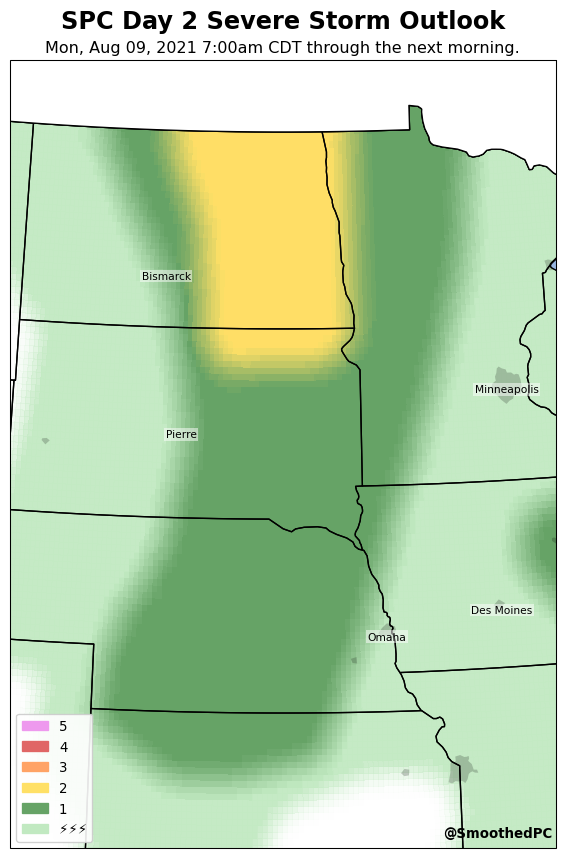 SPC Day 2 Severe Storm Outlook
Mon, Aug 09, 2021 7:00am CDT through the next morning.
Bismarck
Minneapolis
Pierre
Des Moines
Omaha
5
4
3
2
1
⚡⚡⚡
@SmoothedPC